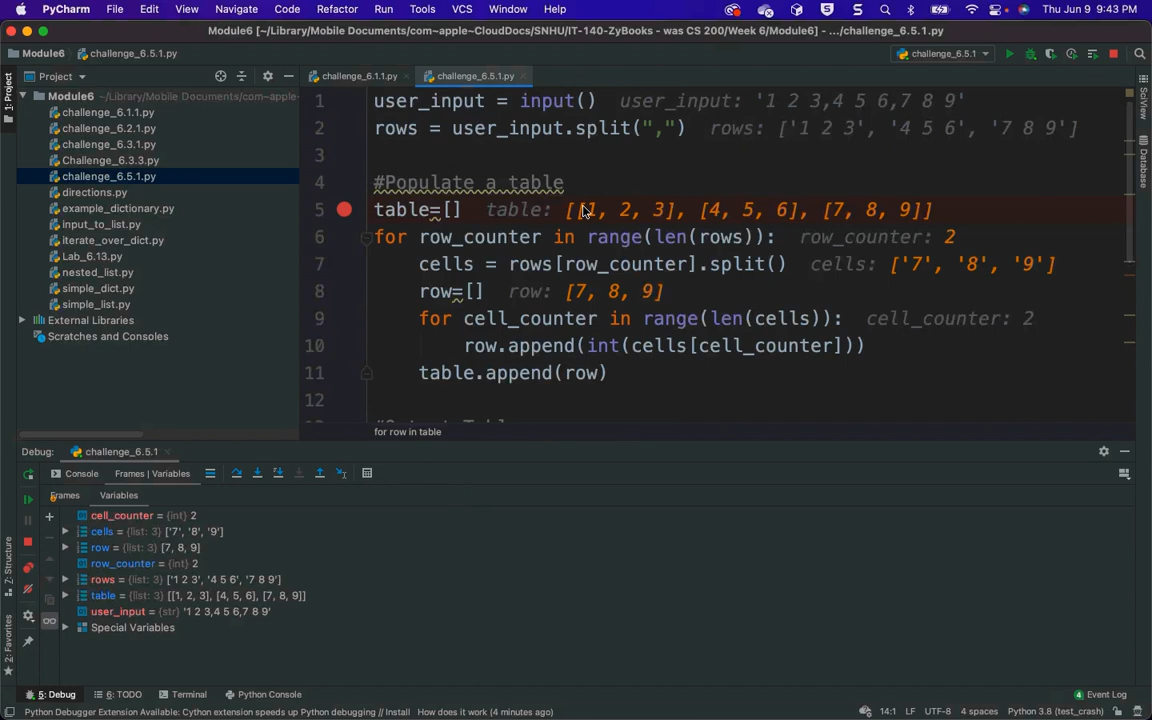 PyCharm File Edit View Navigate Code Refactor Run Tools VCS Window Help Thu Jun 9 9:43 PM
Module6 [~/Library/Mobile Documents/com~apple~CloudDocs/SNHU/IT-140-ZyBooks - was CS 200/Week 6/Module6] - .../challenge_6.5.1.py
Module6 challenge_6.5.1.py challenge_6.5.1
1: Project
Project
challenge_6.1.1.py challenge_6.5.1.py
Module6 ~/Library/Mobile Documents/com~apple~
challenge_6.1.1.py
challenge_6.2.1.py
challenge_6.3.1.py
Challenge_6.3.3.py
challenge_6.5.1.py
directions.py
example_dictionary.py
input_to_list.py
iterate_over_dict.py
Lab_6.13.py
nested_list.py
simple_dict.py
simple_list.py
External Libraries
Scratches and Consoles
1 user_input = input() user_input: '1 2 3,4 5 6,7 8 9'
2 rows = user_input.split(",") rows: ['1 2 3', '4 5 6', '7 8 9']
3
4 #Populate a table
5 table=[] table: [[1, 2, 3], [4, 5, 6], [7, 8, 9]]
6 for row_counter in range(len(rows)): row_counter: 2
7 cells = rows[row_counter].split() cells: ['7', '8', '9']
8 row=[] row: [7, 8, 9]
9 for cell_counter in range(len(cells)): cell_counter: 2
10 row.append(int(cells[cell_counter]))
11 table.append(row)
12
for row in table
SciView
Database
Debug: challenge_6.5.1
Console Frames | Variables
Frames Variables
cell_counter = {int} 2
cells = {list: 3} ['7', '8', '9']
row = {list: 3} [7, 8, 9]
row_counter = {int} 2
rows = {list: 3} ['1 2 3', '4 5 6', '7 8 9']
table = {list: 3} [[1, 2, 3], [4, 5, 6], [7, 8, 9]]
user_input = {str} '1 2 3,4 5 6,7 8 9'
Special Variables
Z: Structure
2: Favorites
5: Debug 6: TODO Terminal Python Console Event Log
Python Debugger Extension Available: Cython extension speeds up Python debugging // Install How does it work (4 minutes ago) 14:1 LF UTF-8 4 spaces Python 3.8 (test_crash)